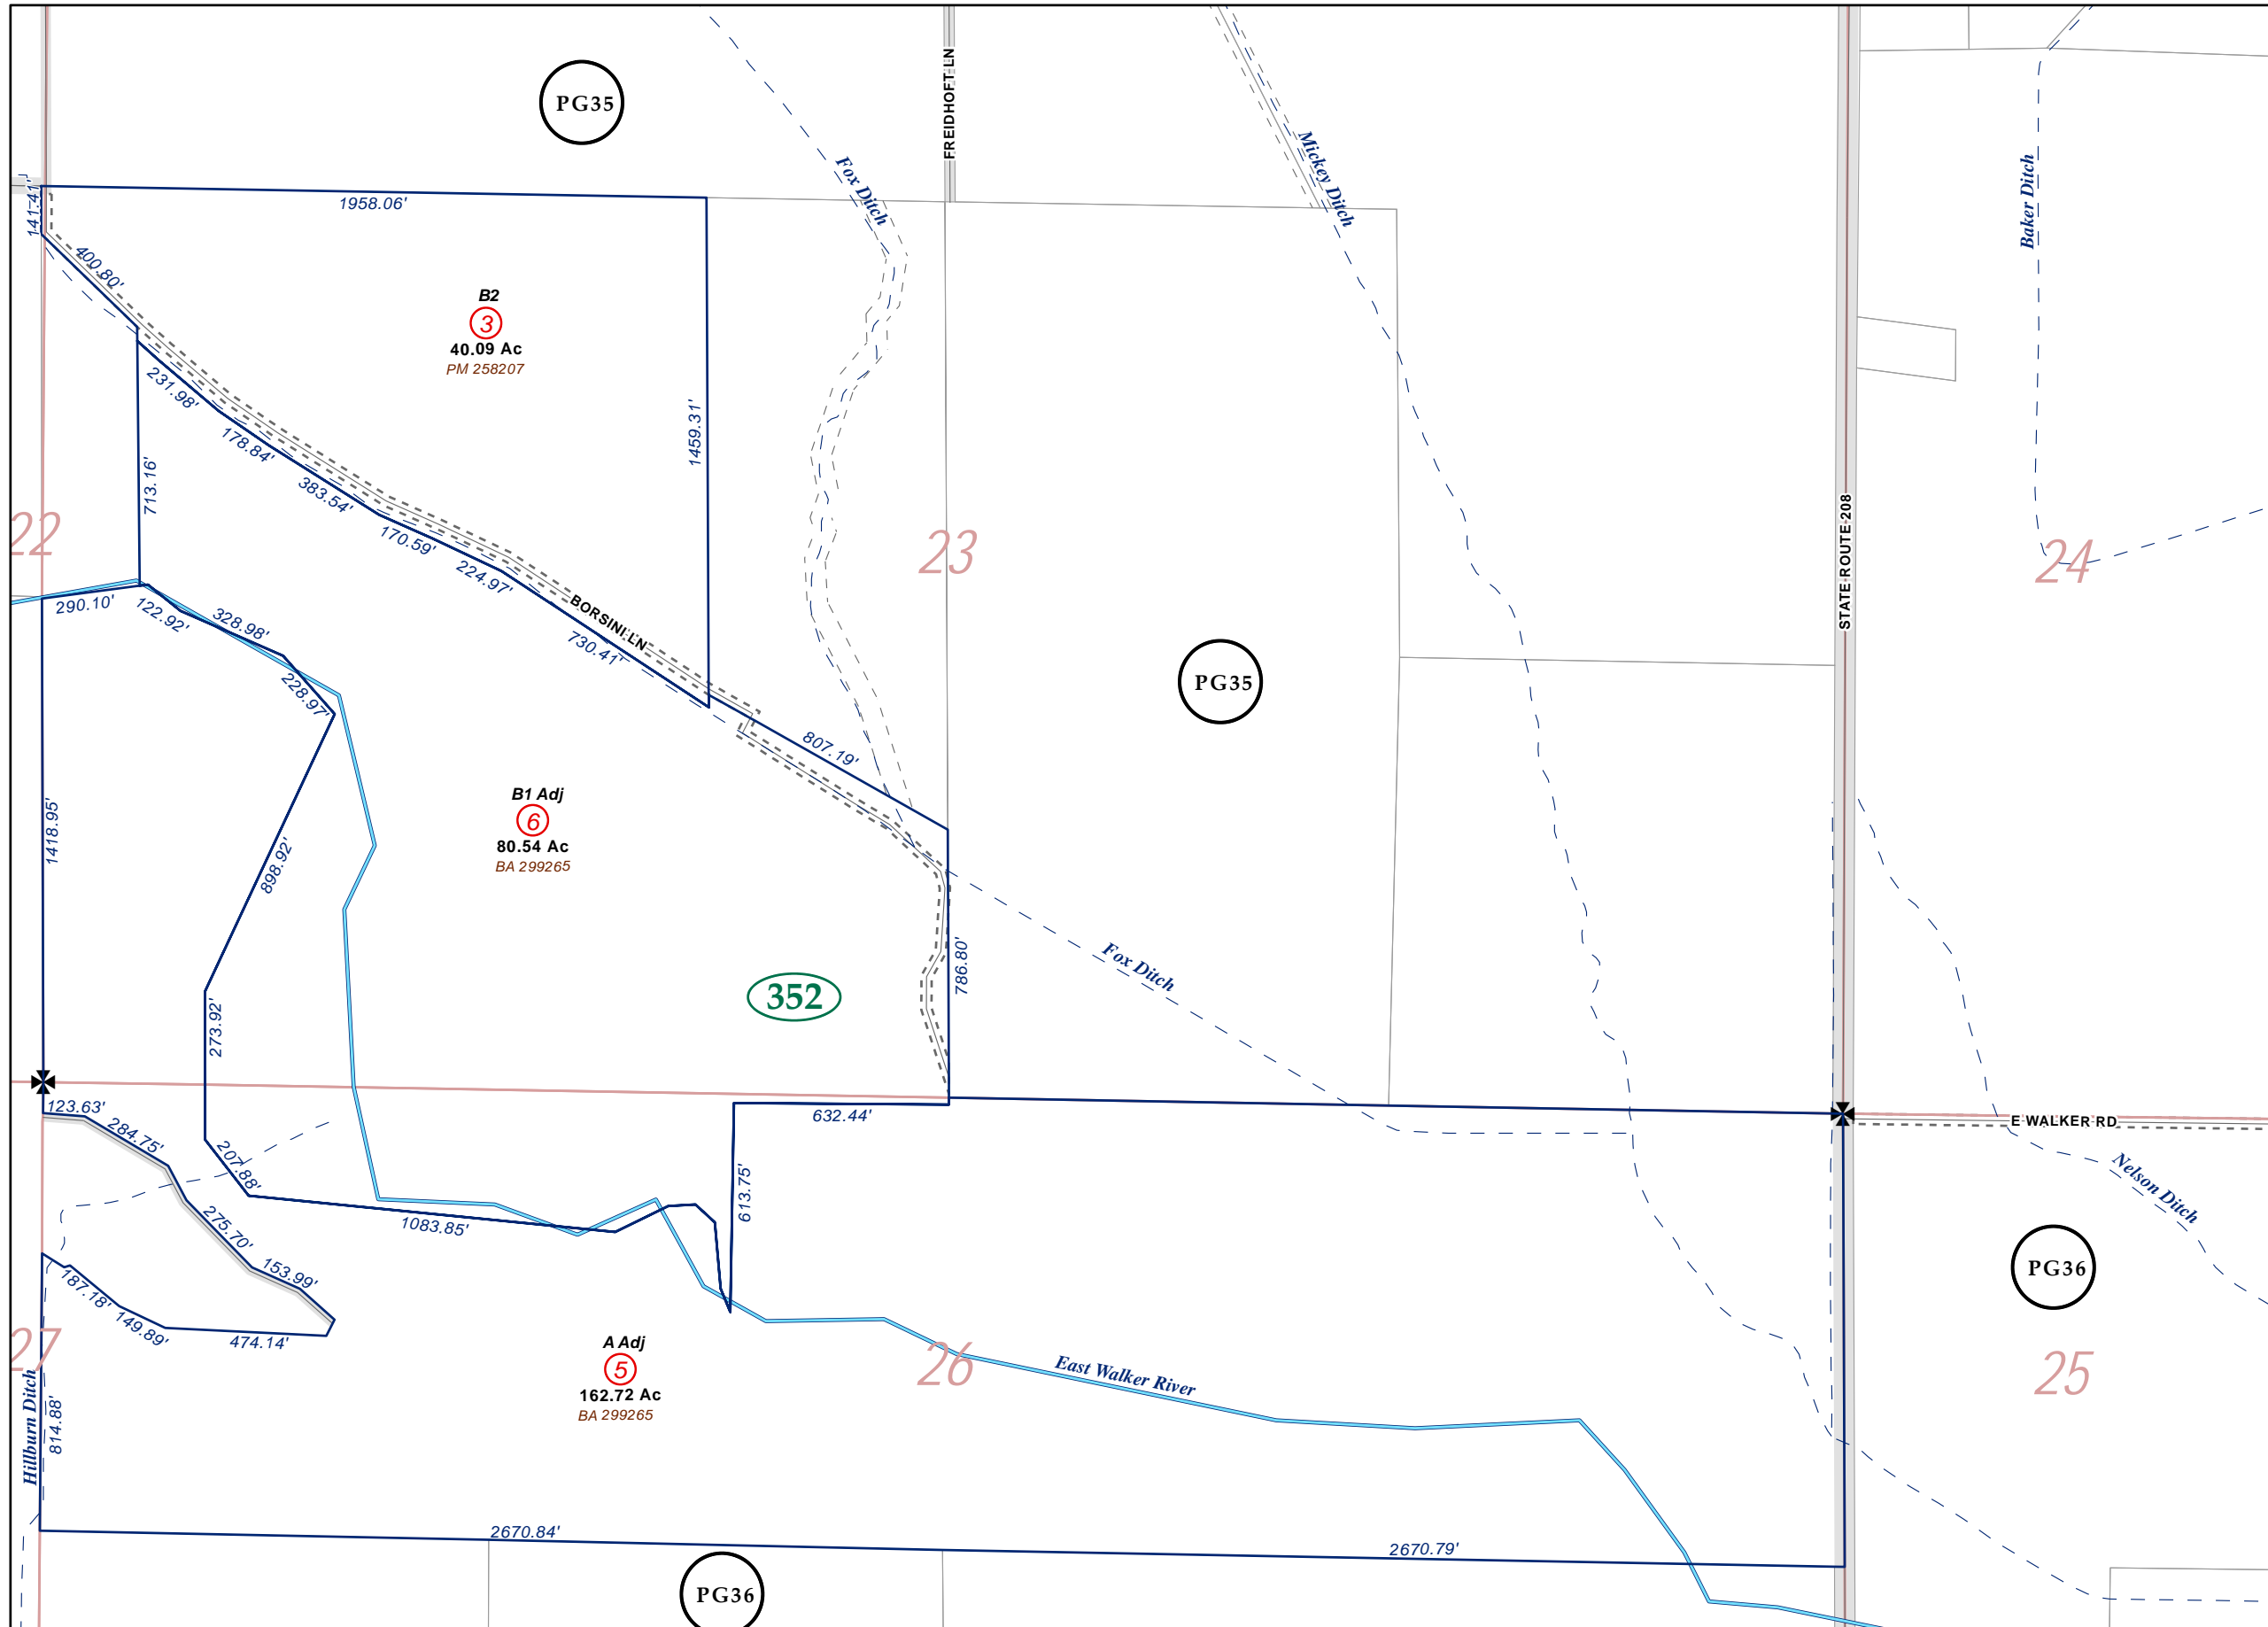 PG35
FREIDHOFT LN
Fox Ditch
Mickey Ditch
Baker Ditch
141.41'
1958.06'
400.80'
B2
3
40.09 Ac
PM 258207
231.98'
178.84'
1459.31'
713.16'
383.54'
22
23
24
STATE ROUTE 208
170.59'
224.97'
BORSINI LN
290.10'
122.92'
328.98'
730.41'
228.97'
PG35
807.19'
B1 Adj
6
80.54 Ac
BA 299265
1418.95'
898.92'
786.80'
Fox Ditch
352
273.92'
123.63'
284.75'
632.44'
E WALKER RD
207.88'
613.75'
Nelson Ditch
275.70'
1083.85'
PG36
153.99'
187.18'
149.89'
474.14'
27
A Adj
5
162.72 Ac
BA 299265
26
East Walker River
25
Hillburn Ditch
814.88'
2670.84'
2670.79'
PG36